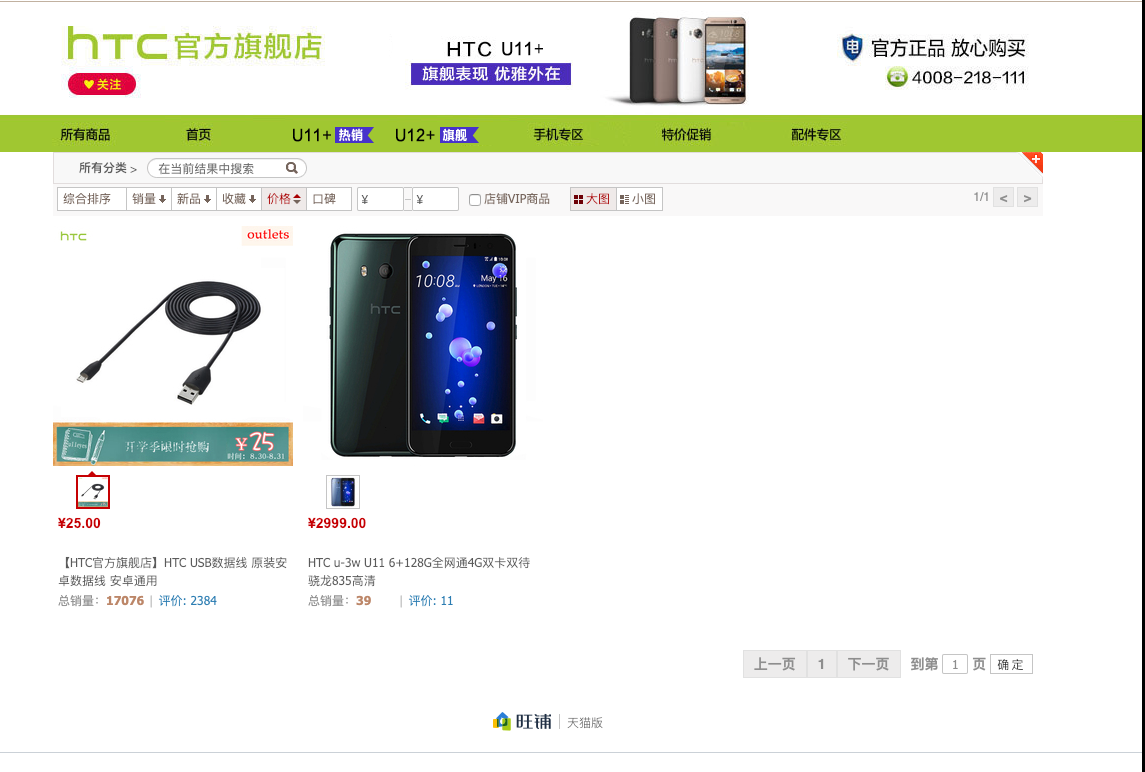 hTC官方旗舰店
关注
HTC U11+
旗舰表现 优雅外在
官方正品 放心购买
4008-218-111
所有商品 首页 U11+ 热销 U12+ 旗舰 手机专区 特价促销 配件专区
所有分类 > 在当前结果中搜索
综合排序 销量 新品 收藏 价格 口碑 ¥ - ¥ 店铺VIP商品 大图 小图 1/1 < >
hTC outlets
10:08
May 16
hTC
开学季限时抢购 ¥25
时间：8.30-8.31
¥25.00 ¥2999.00
【HTC官方旗舰店】HTC USB数据线 原装安
卓数据线 安卓通用
总销量： 17076 | 评价: 2384
HTC u-3w U11 6+128G全网通4G双卡双待
骁龙835高清
总销量： 39 | 评价: 11
上一页 1 下一页 到第 1 页 确定
旺铺 | 天猫版